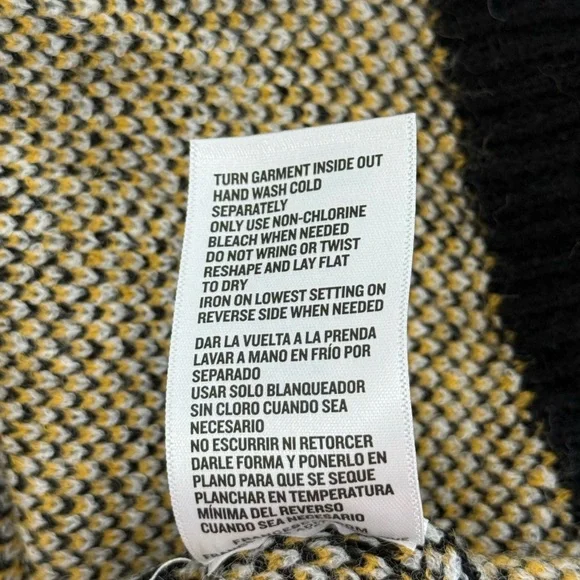 TURN GARMENT INSIDE OUT
HAND WASH COLD
SEPARATELY
ONLY USE NON-CHLORINE
BLEACH WHEN NEEDED
DO NOT WRING OR TWIST
RESHAPE AND LAY FLAT
TO DRY
IRON ON LOWEST SETTING ON
REVERSE SIDE WHEN NEEDED
DAR LA VUELTA A LA PRENDA
LAVAR A MANO EN FRÍO POR
SEPARADO
USAR SOLO BLANQUEADOR
SIN CLORO CUANDO SEA
NECESARIO
NO ESCURRIR NI RETORCER
DARLE FORMA Y PONERLO EN
PLANO PARA QUE SE SEQUE
PLANCHAR EN TEMPERATURA
MÍNIMA DEL REVERSO
CUANDO SEA NECESARIO